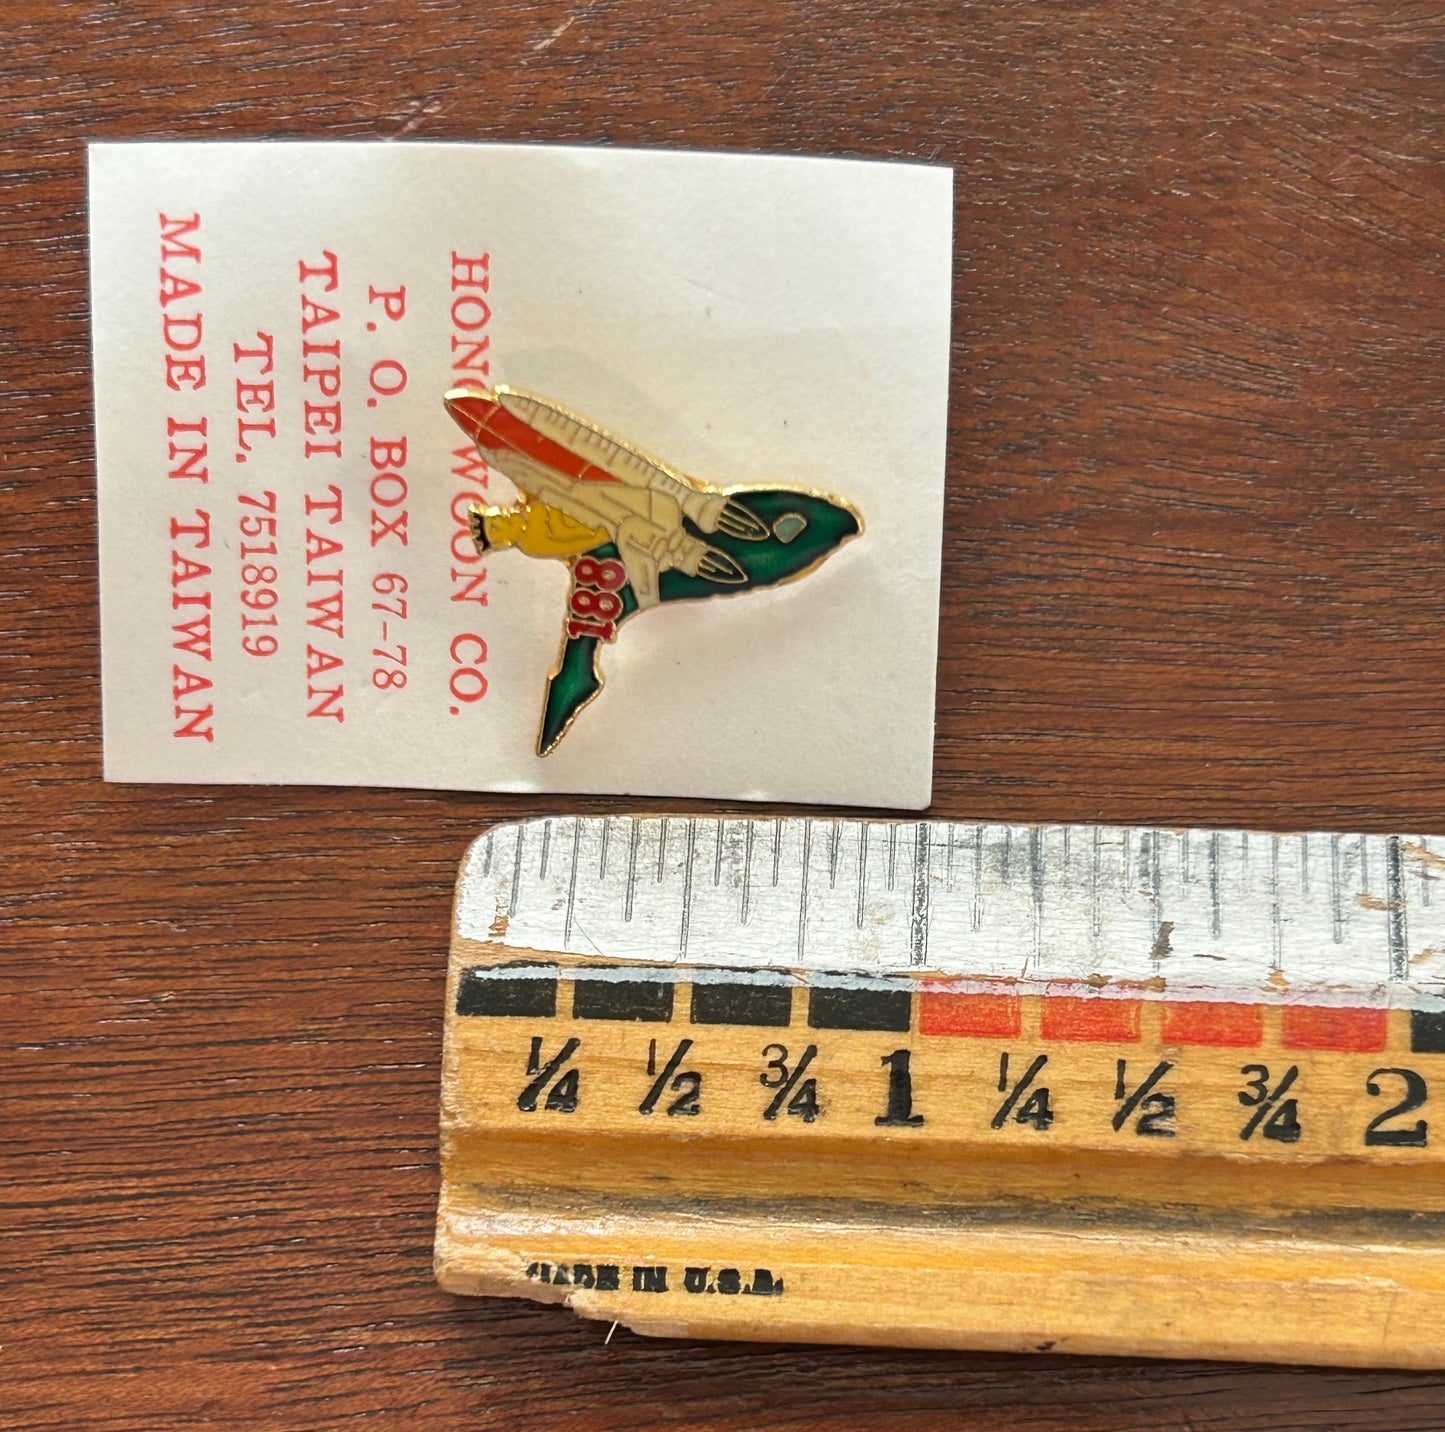 HONG WOON CO.
P. O. BOX 67-78
TAIPEI TAIWAN
TEL. 7518919
MADE IN TAIWAN
¼ ½ ¾ 1 ¼ ½ ¾ 2
MADE IN U.S.A.